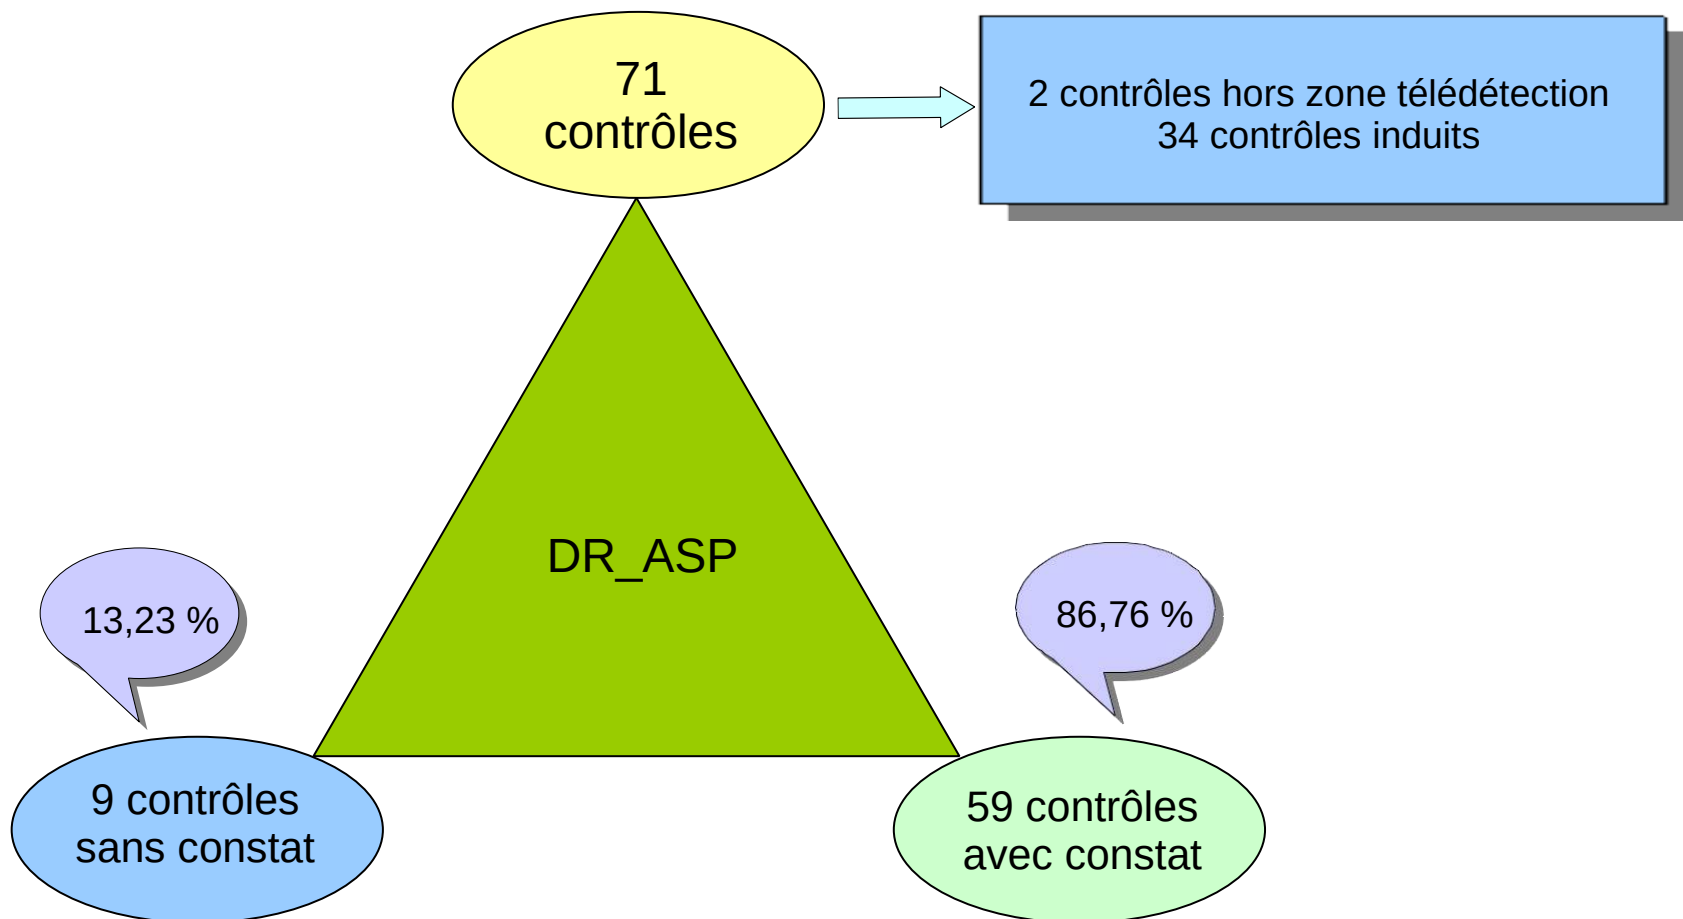 71
contrôles
2 contrôles hors zone télédétection
34 contrôles induits
DR_ASP
13,23 %
86,76 %
9 contrôles
sans constat
59 contrôles
avec constat